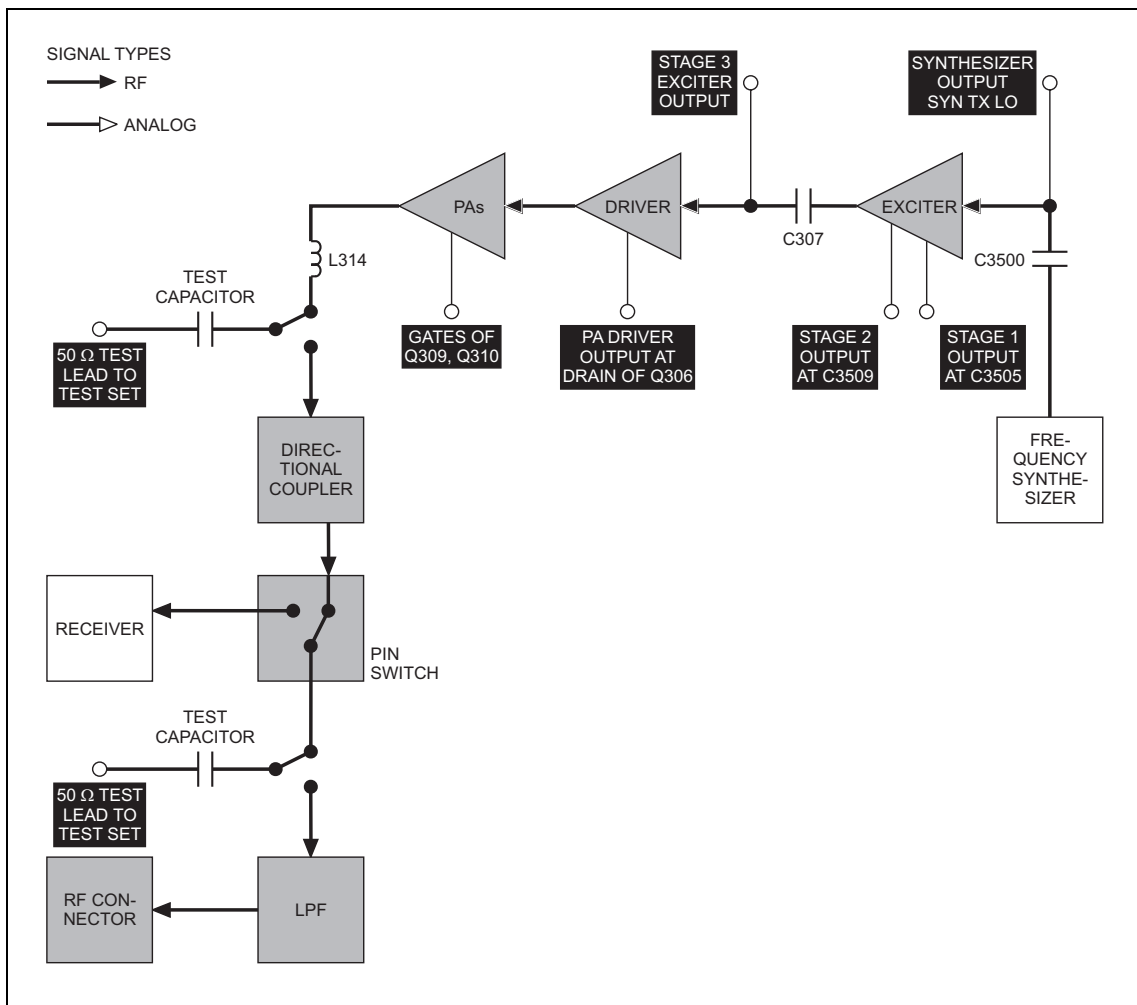 SIGNAL TYPES
RF
ANALOG
STAGE 3
EXCITER
OUTPUT
SYNTHESIZER
OUTPUT
SYN TX LO
PAs
DRIVER
EXCITER
C307
C3500
L314
TEST
CAPACITOR
50 Ω TEST
LEAD TO
TEST SET
GATES OF
Q309, Q310
PA DRIVER
OUTPUT AT
DRAIN OF Q306
STAGE 2
OUTPUT
AT C3509
STAGE 1
OUTPUT
AT C3505
DIREC-
TIONAL
COUPLER
FRE-
QUENCY
SYNTHE-
SIZER
RECEIVER
PIN
SWITCH
TEST
CAPACITOR
50 Ω TEST
LEAD TO
TEST SET
RF CON-
NECTOR
LPF